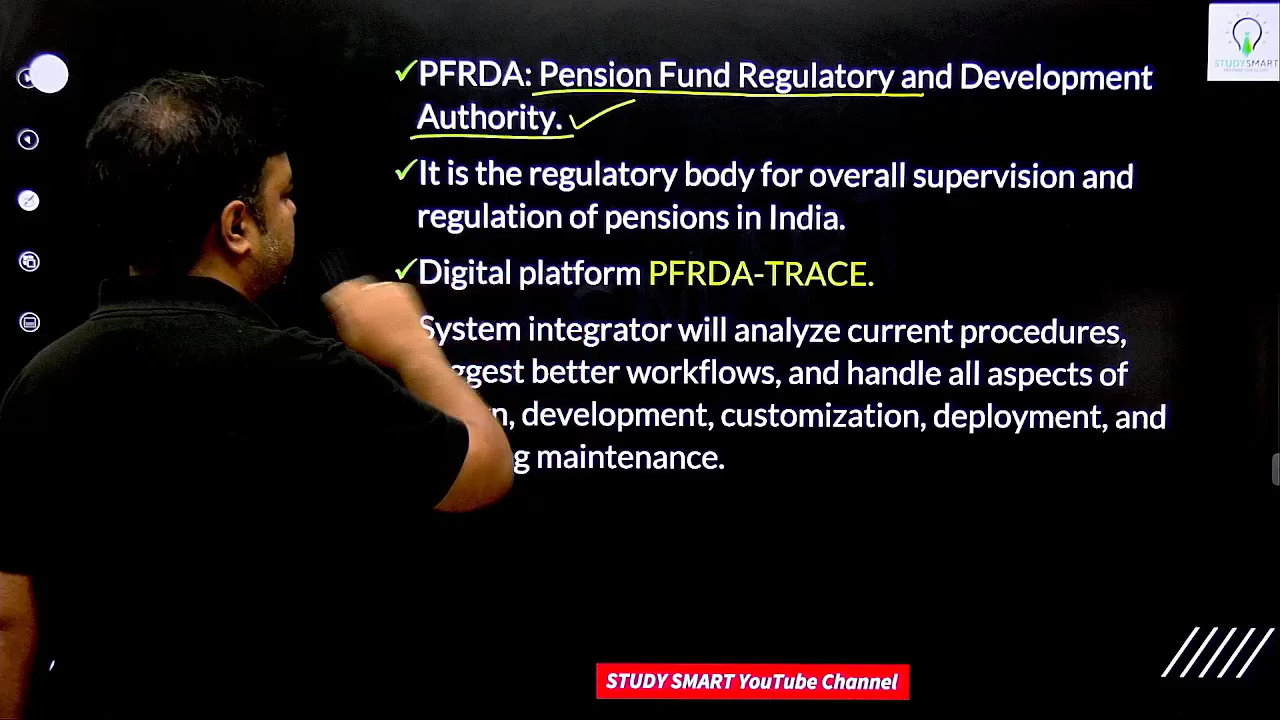 PFRDA: Pension Fund Regulatory and Development
Authority.
It is the regulatory body for overall supervision and
regulation of pensions in India.
Digital platform PFRDA-TRACE.
System integrator will analyze current procedures,
better workflows, and handle all aspects of
development, customization, deployment, and
maintenance.
STUDYSMART
STUDY SMART YouTube Channel